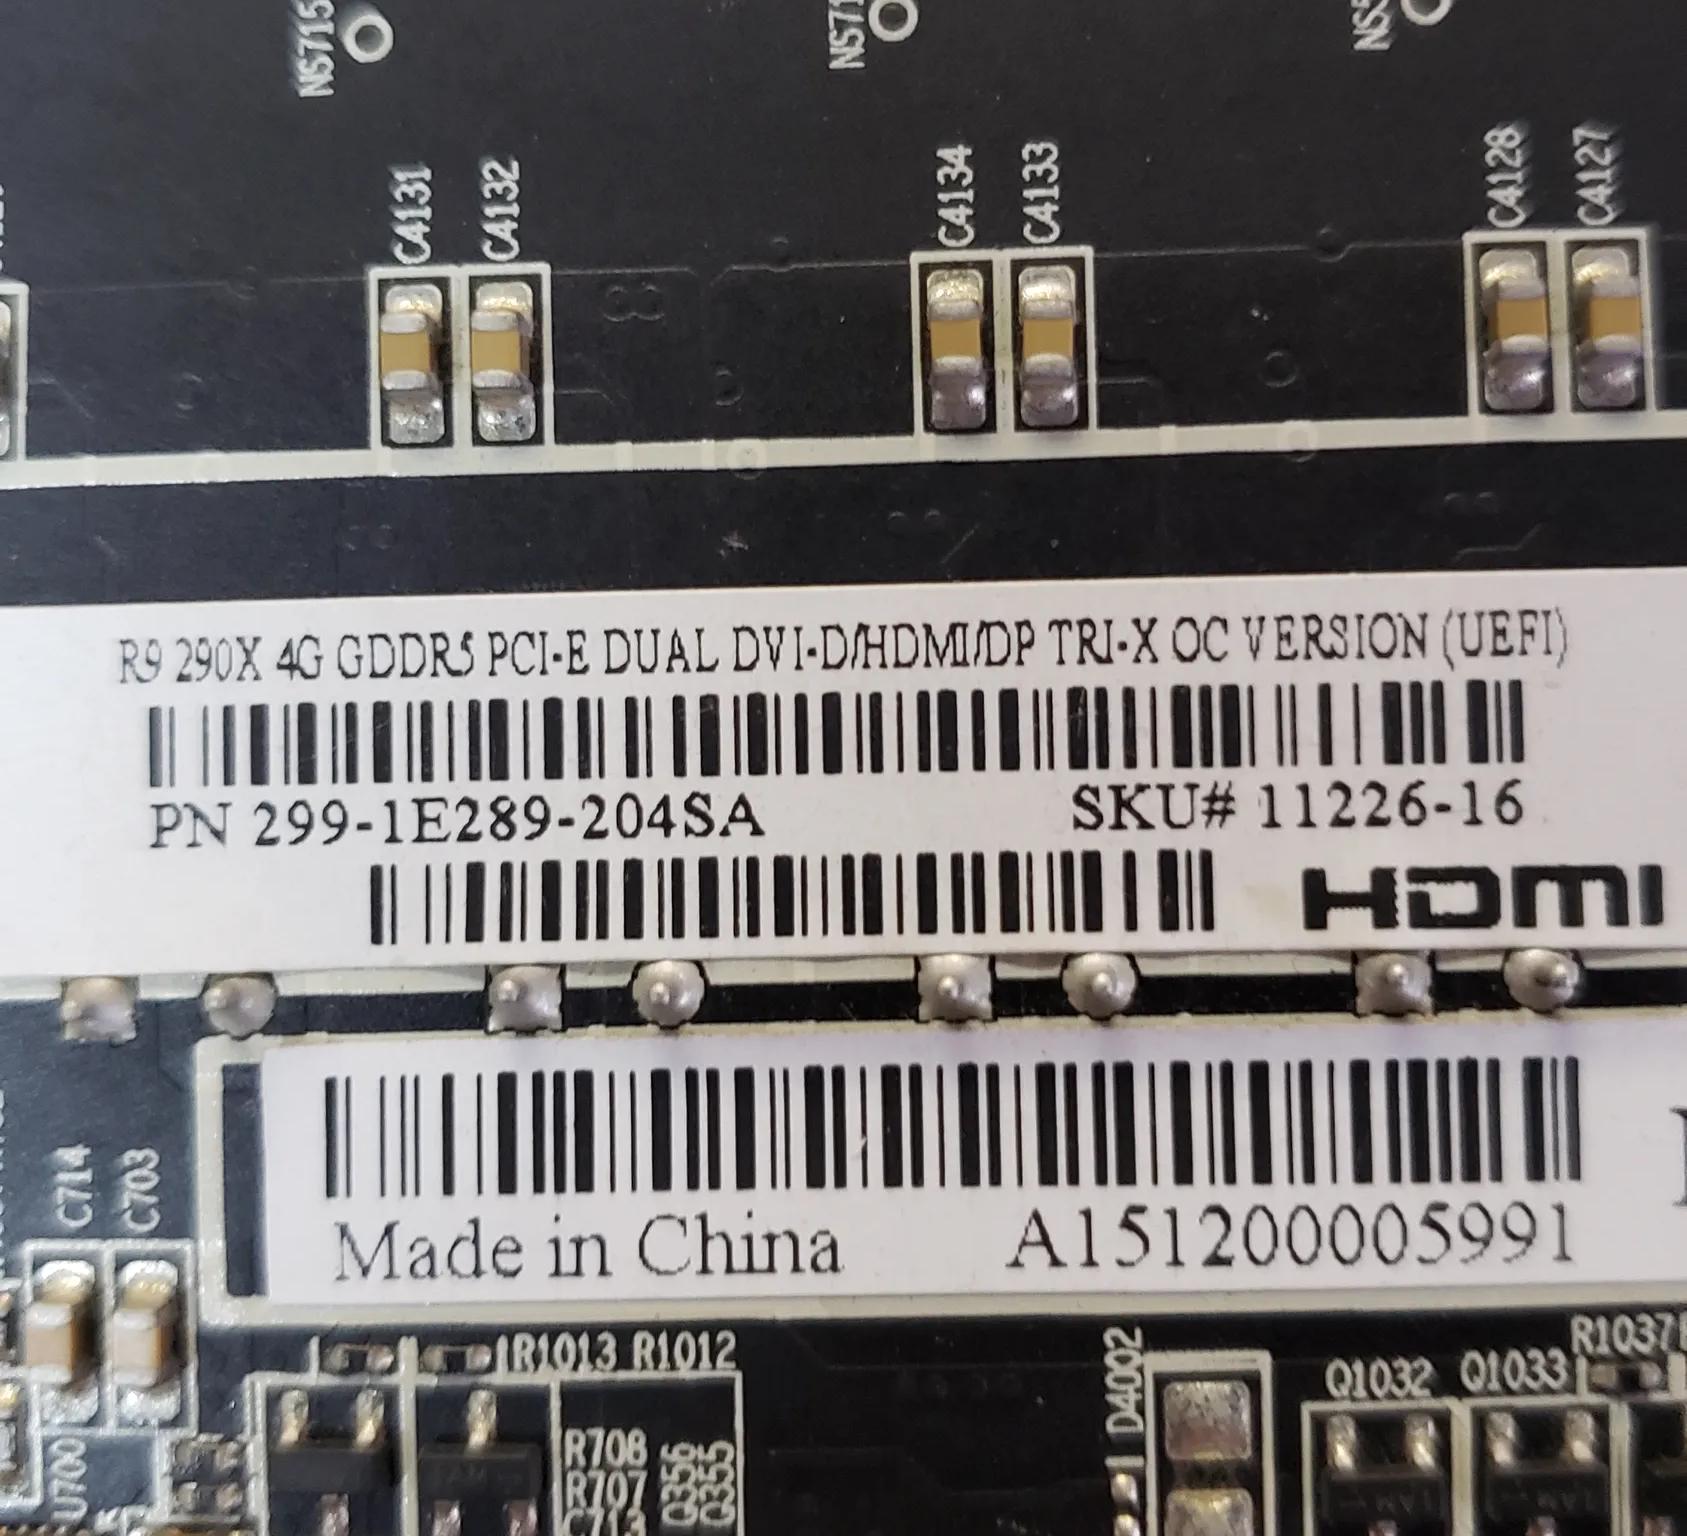 C4131
C4132
C4134
C4133
C4128
C4127
R9 290X 4G GDDR5 PCI-E DUAL DVI-D/HDMI/DP TRI-X OC VERSION (UEFI)
PN 299-1E289-204SA SKU# 11226-16
HDMI
Made in China A151200005991
C714
C703
R1013 R1012
D4002
Q1032 Q1033
R1037
R708
R707
C713
Q356
Q355
U700